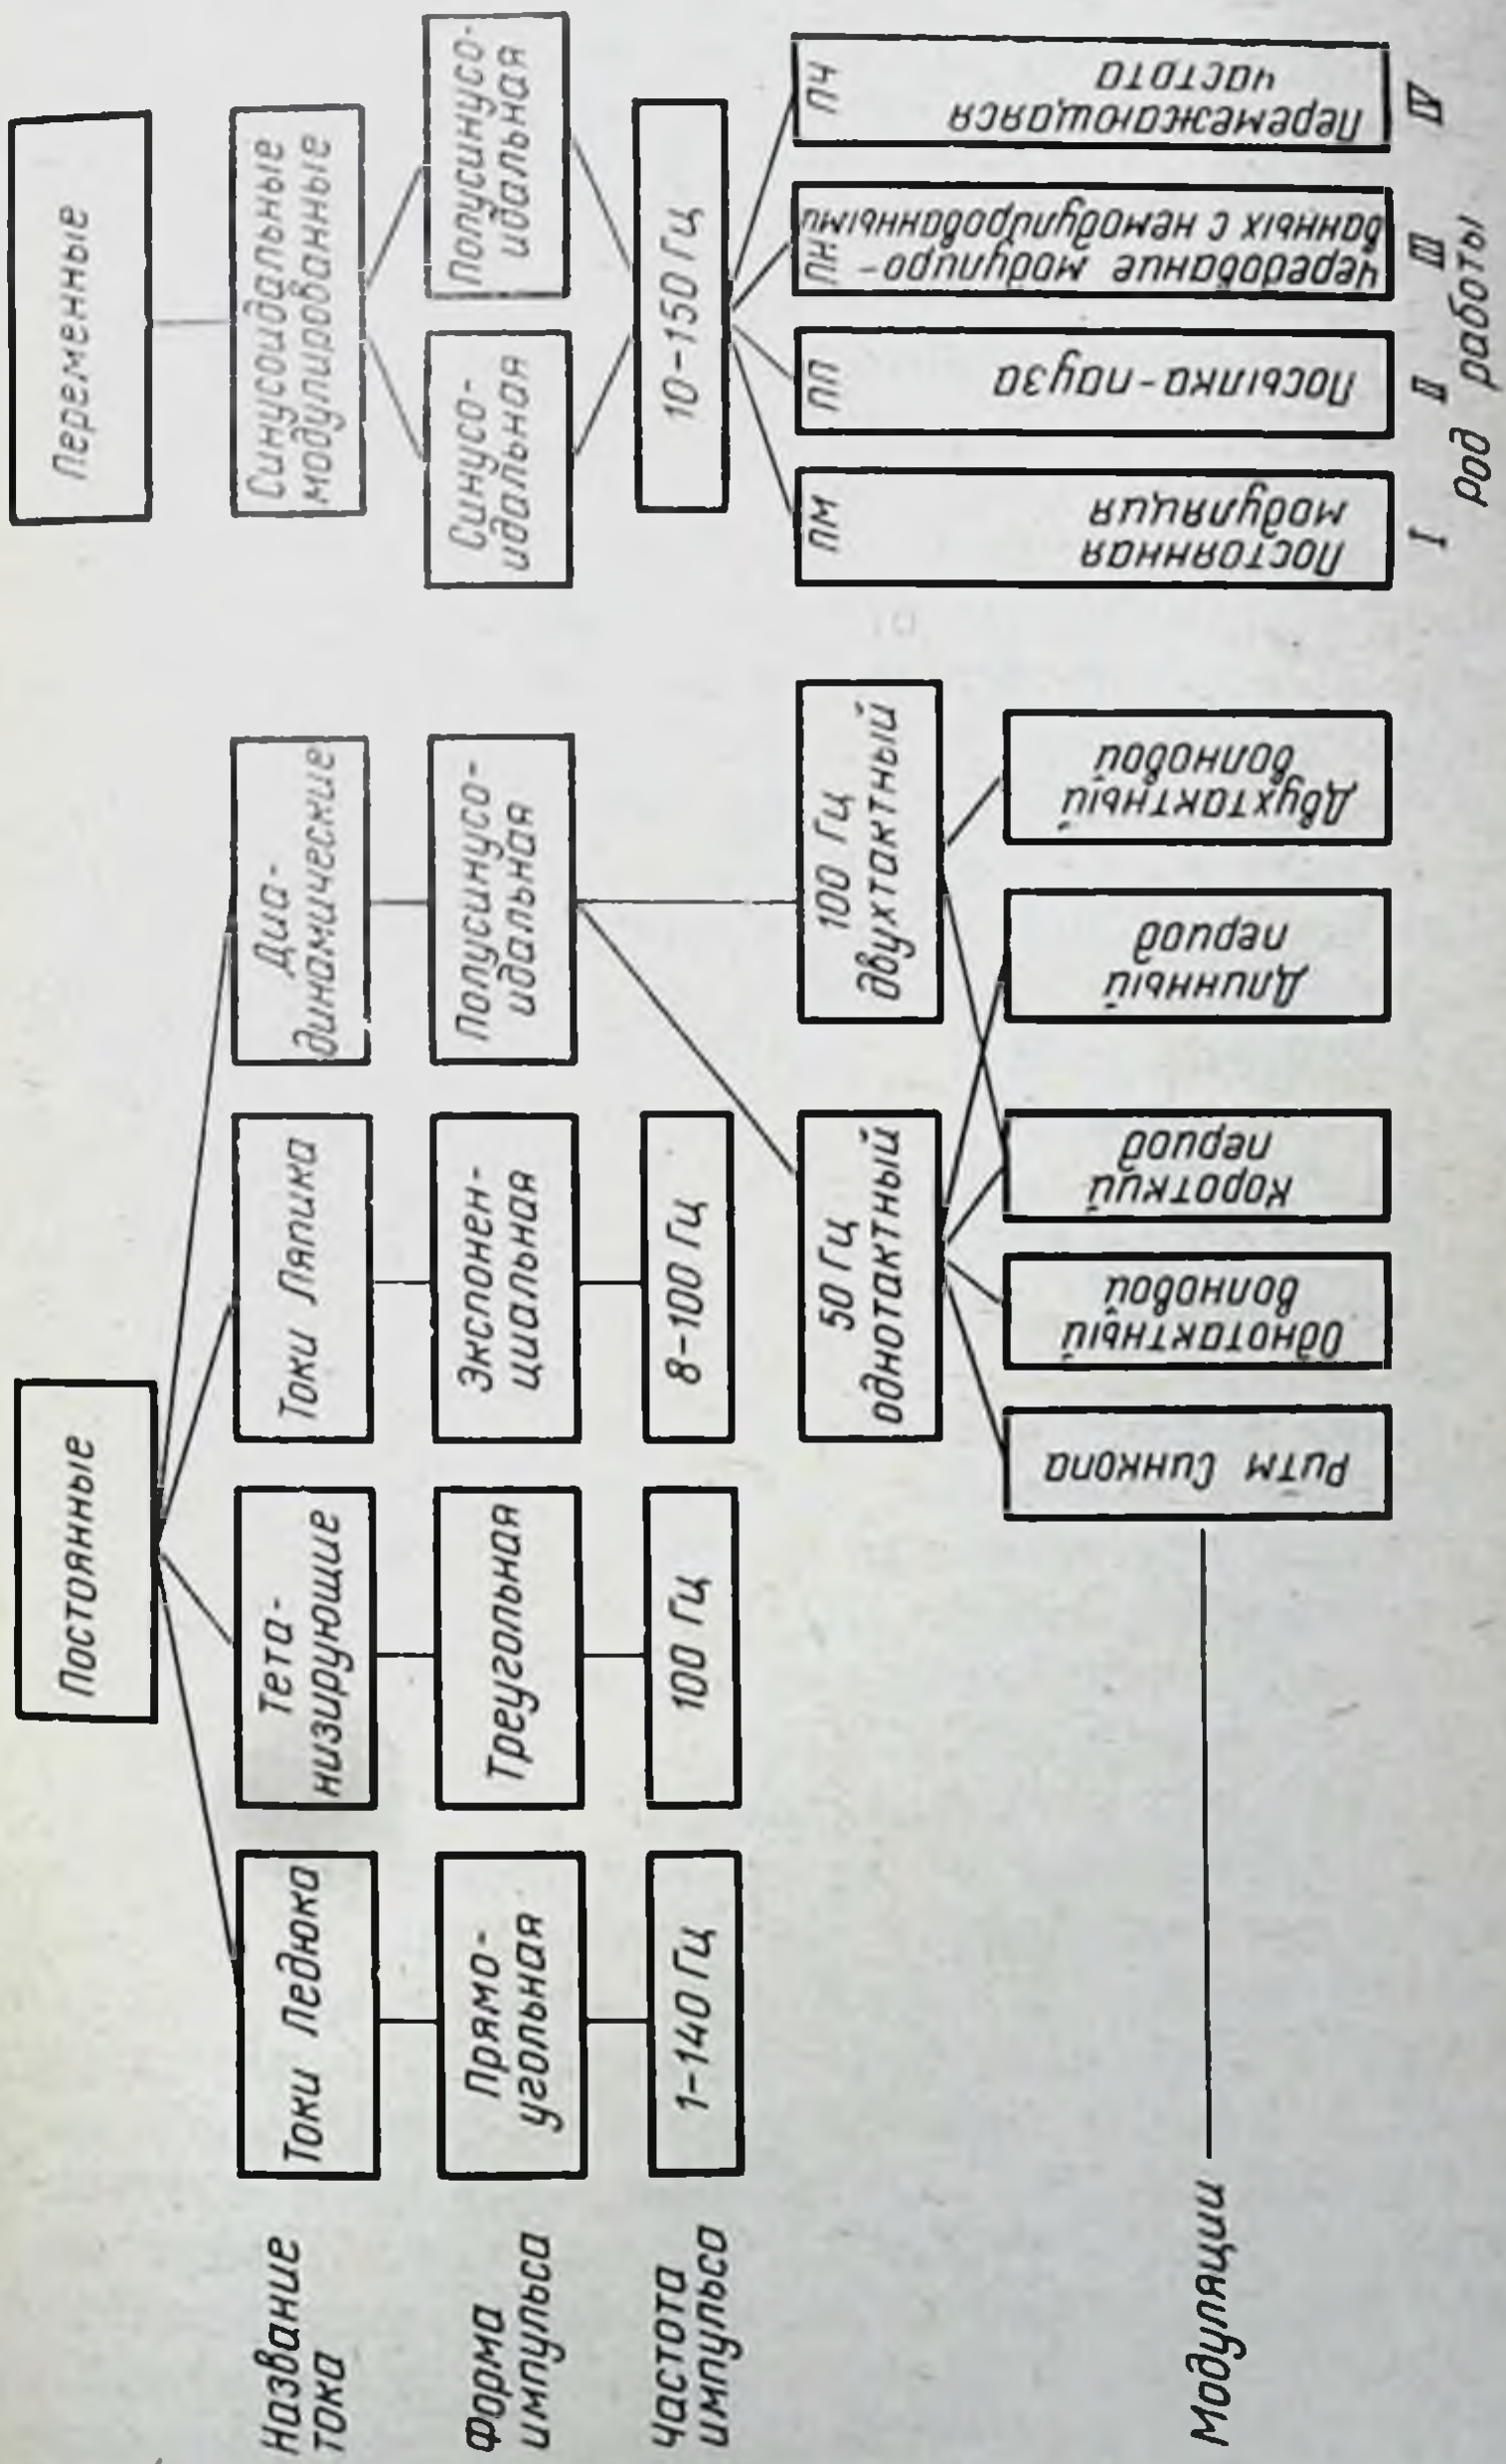 Постоянные
Переменные
Название
тока
Токи Ледюка
Тета-
низирующие
Токи Ляпика
Диа-
динамические
Синусоидальные
модулированные
Форма
импульса
Прямо-
угольная
Треугольная
Экспонен-
циальная
Полусинусо-
идальная
Синусо-
идальная
Полусинусо-
идальная
Частота
импульса
1-140 Гц
100 Гц
8-100 Гц
10-150 Гц
50 Гц
однотактный
100 Гц
двухтактный
Модуляции
Ритм Синкопа
Однотактный
волновой
Короткий
период
Длинный
период
Двухтактный
волновой
ПМ
Постоянная
модуляция
ПП
Посылка-пауза
ПН
Чередование модулиро-
ванных с немодулированными
ПЧ
Перемежающаяся
частота
I
II
III
IV
Род работы